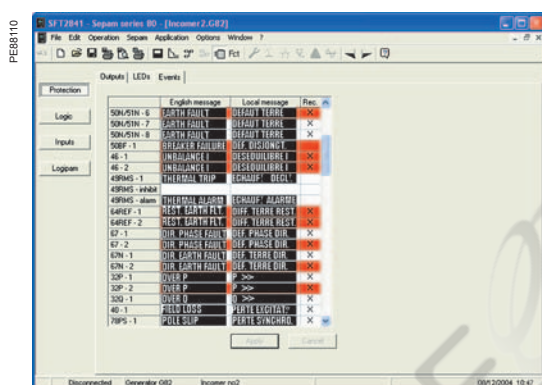 PE88110
SFT2841 - Sepam series 80 - [Incomer2.G82]
File Edit Operation Sepam Application Options Window ?
Fct
Outputs LEDs Events
Protection
Logic
Inputs
Logipam
English message Local message Rec.
50N/51N - 6 EARTH FAULT DEFAUT TERRE X
50N/51N - 7 EARTH FAULT DEFAUT TERRE X
50N/51N - 8 EARTH FAULT DEFAUT TERRE X
50BF - 1 BREAKER FAILURE DEF. DISJONCT.
46 - 1 UNBALANCE I DESEQUILIBRE I X
46 - 2 UNBALANCE I DESEQUILIBRE I X
49RMS - 1 THERMAL TRIP ECHAUF'. DECL'.
49RMS - inhibit
49RMS - alarm THERMAL ALARM ECHAUF'. ALARME
64REF - 1 REST. EARTH FLT. DIFF. TERRE REST. X
64REF - 2 REST. EARTH FLT. DIFF. TERRE REST. X
67 - 1 DIR. PHASE FAULT DEF. PHASE DIR. X
67 - 2 DIR. PHASE FAULT DEF. PHASE DIR. X
67N - 1 DIR. EARTH FAULT DEF. TERRE DIR. X
67N - 2 DIR. EARTH FAULT DEF. TERRE DIR. X
32P - 1 OVER P P >> X
32P - 2 OVER P P >> X
32Q - 1 OVER Q Q >> X
40 - 1 FIELD LOSS PERTE EXCITAT.° X
78PS - 1 POLE SLIP PERTE SYNCHRO. X
Apply Cancel
Disconnected Generator G82 Incomer no2 08/12/2004 10:47